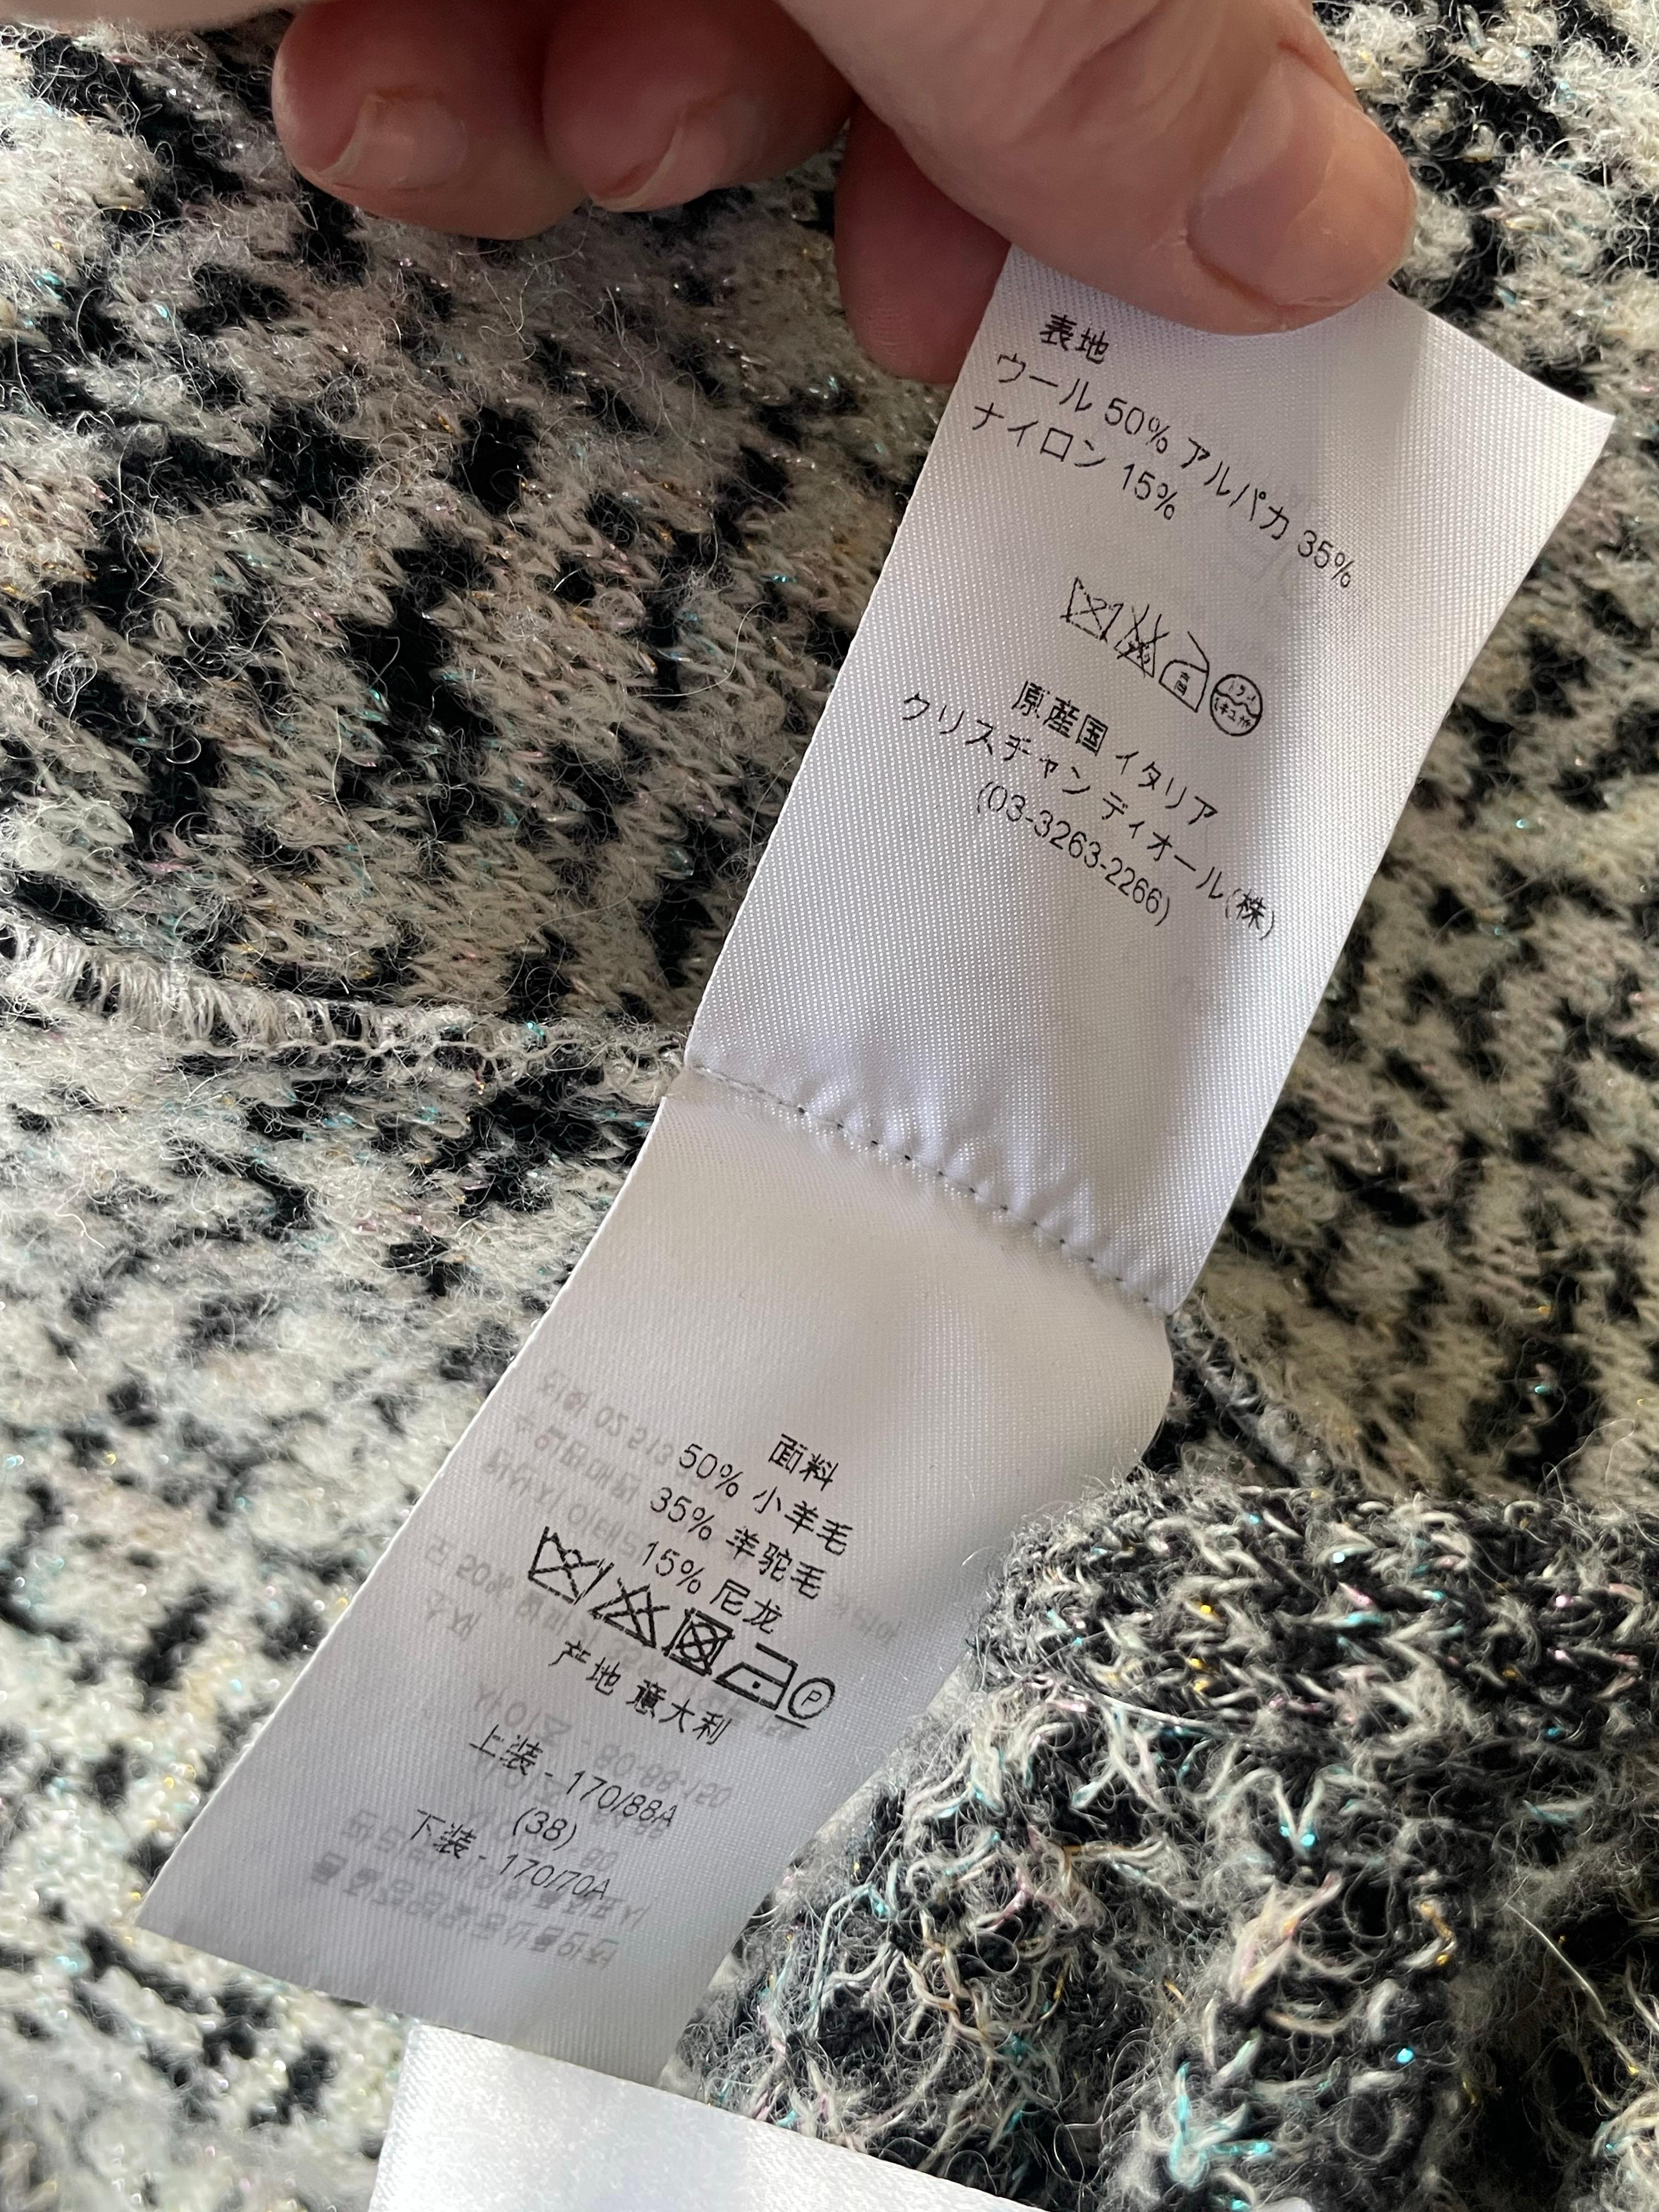 表地
ウール 50% アルパカ 35%
ナイロン 15%
原産国 イタリア
クリスチャン ディオール(株)
(03-3263-2266)
面料
50% 小羊毛
35% 羊驼毛
15% 尼龙
P
产地 意大利
上装 - 170/88A
(38)
下装 - 170/70A